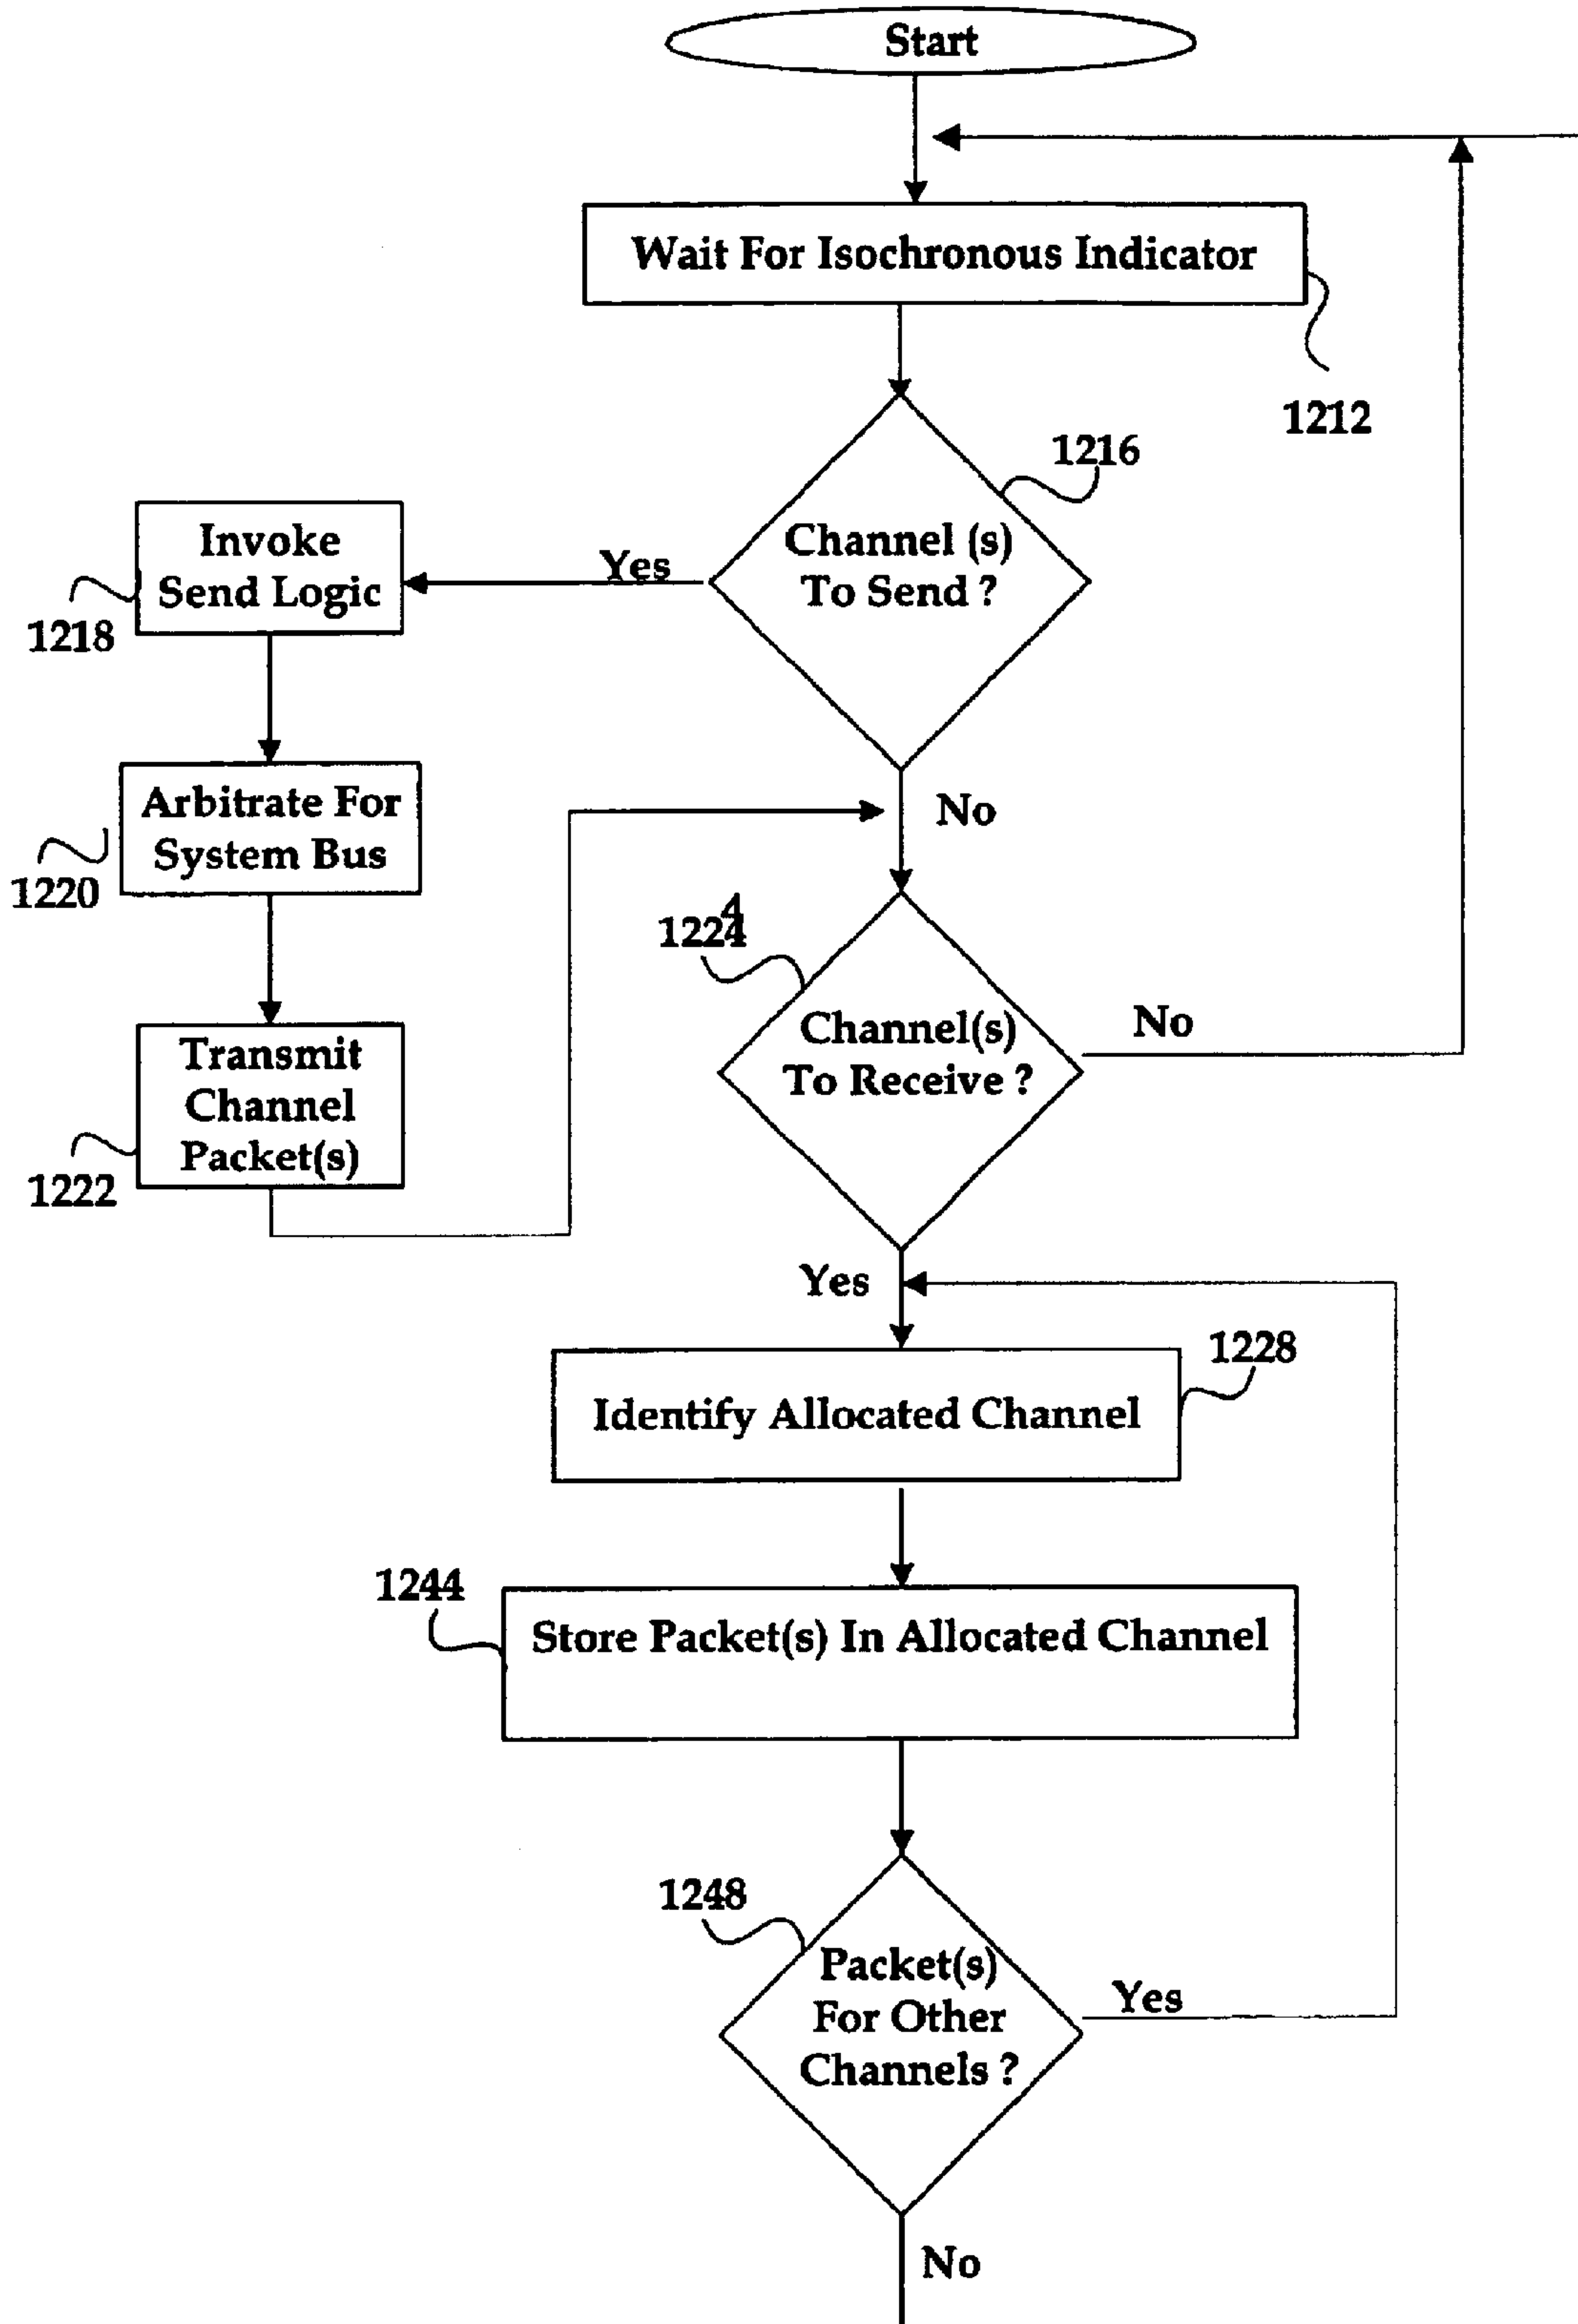 Start
Wait For Isochronous Indicator
1212
1216
Channel (s)
To Send ?
Yes
Invoke
Send Logic
1218
No
Arbitrate For
System Bus
1220
4
1224
Channel(s)
To Receive ?
No
Transmit
Channel
Packet(s)
1222
Yes
1228
Identify Allocated Channel
1244
Store Packet(s) In Allocated Channel
1248
Packet(s)
For Other
Channels ?
Yes
No